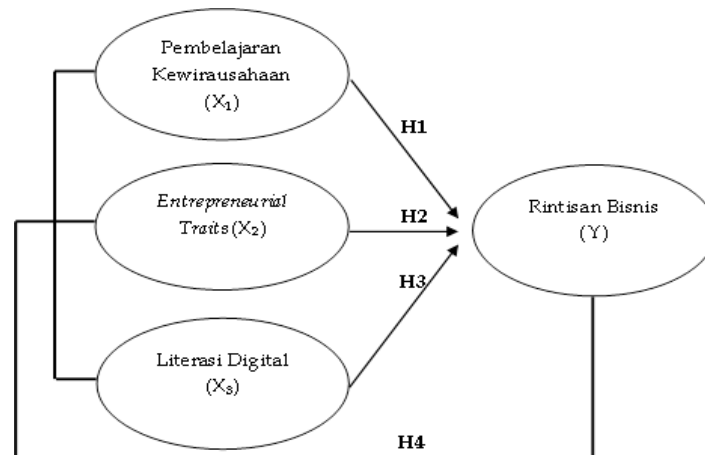 Pembelajaran
Kewirausahaan
(X₁)
H1
Entrepreneurial
Traits (X₂)
H2
Rintisan Bisnis
(Y)
H3
Literasi Digital
(X₃)
H4